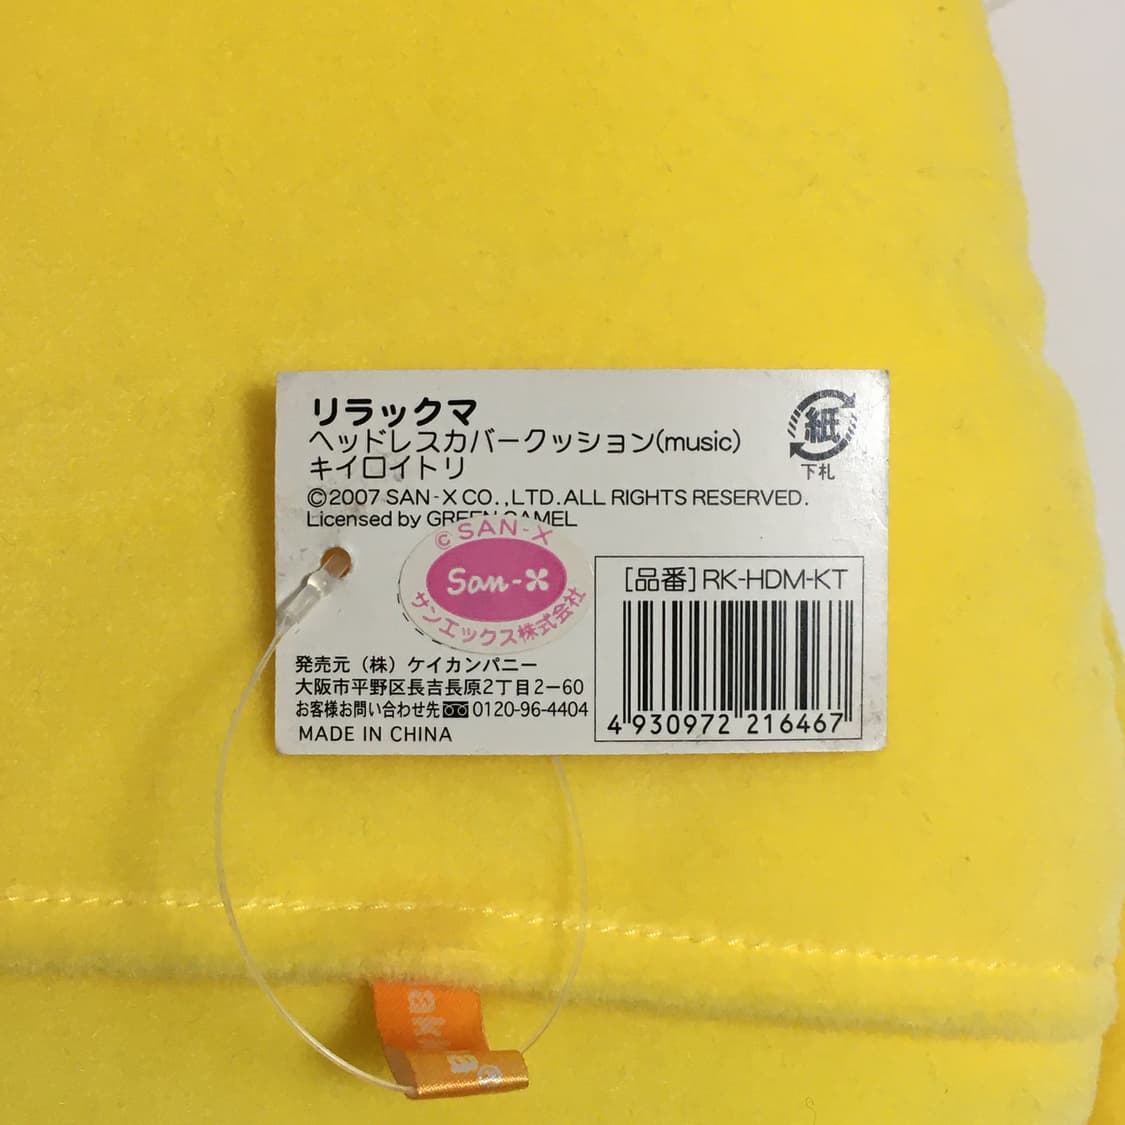 リラックマ
ヘッドレスカバークッション(music)
キイロイトリ
©2007 SAN-X CO.,LTD.ALL RIGHTS RESERVED.
Licensed by GREEN CAMEL
紙
下札
© SAN-X
San-X
サンエックス株式会社
[品番]RK-HDM-KT
4 930972 216467
発売元（株）ケイカンパニー
大阪市平野区長吉長原2丁目2-60
お客様お問い合わせ先 0120-96-4404
MADE IN CHINA